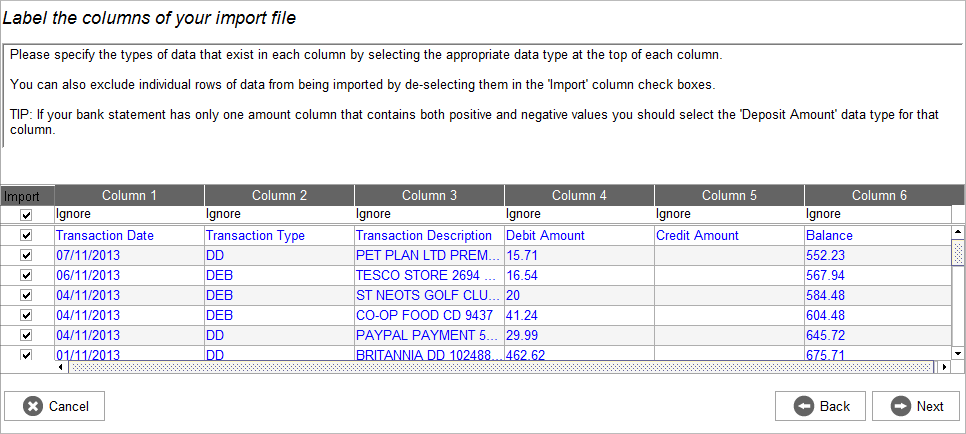 Label the columns of your import file
Please specify the types of data that exist in each column by selecting the appropriate data type at the top of each column.
You can also exclude individual rows of data from being imported by de-selecting them in the 'Import' column check boxes.
TIP: If your bank statement has only one amount column that contains both positive and negative values you should select the 'Deposit Amount' data type for that
column.
Import Column 1 Column 2 Column 3 Column 4 Column 5 Column 6
Ignore Ignore Ignore Ignore Ignore Ignore
Transaction Date Transaction Type Transaction Description Debit Amount Credit Amount Balance
07/11/2013 DD PET PLAN LTD PREM... 15.71 552.23
06/11/2013 DEB TESCO STORE 2694 ... 16.54 567.94
04/11/2013 DEB ST NEOTS GOLF CLU... 20 584.48
04/11/2013 DEB CO-OP FOOD CD 9437 41.24 604.48
04/11/2013 DD PAYPAL PAYMENT 5... 29.99 645.72
01/11/2013 DD BRITANNIA DD 102488... 462.62 675.71
Cancel Back Next